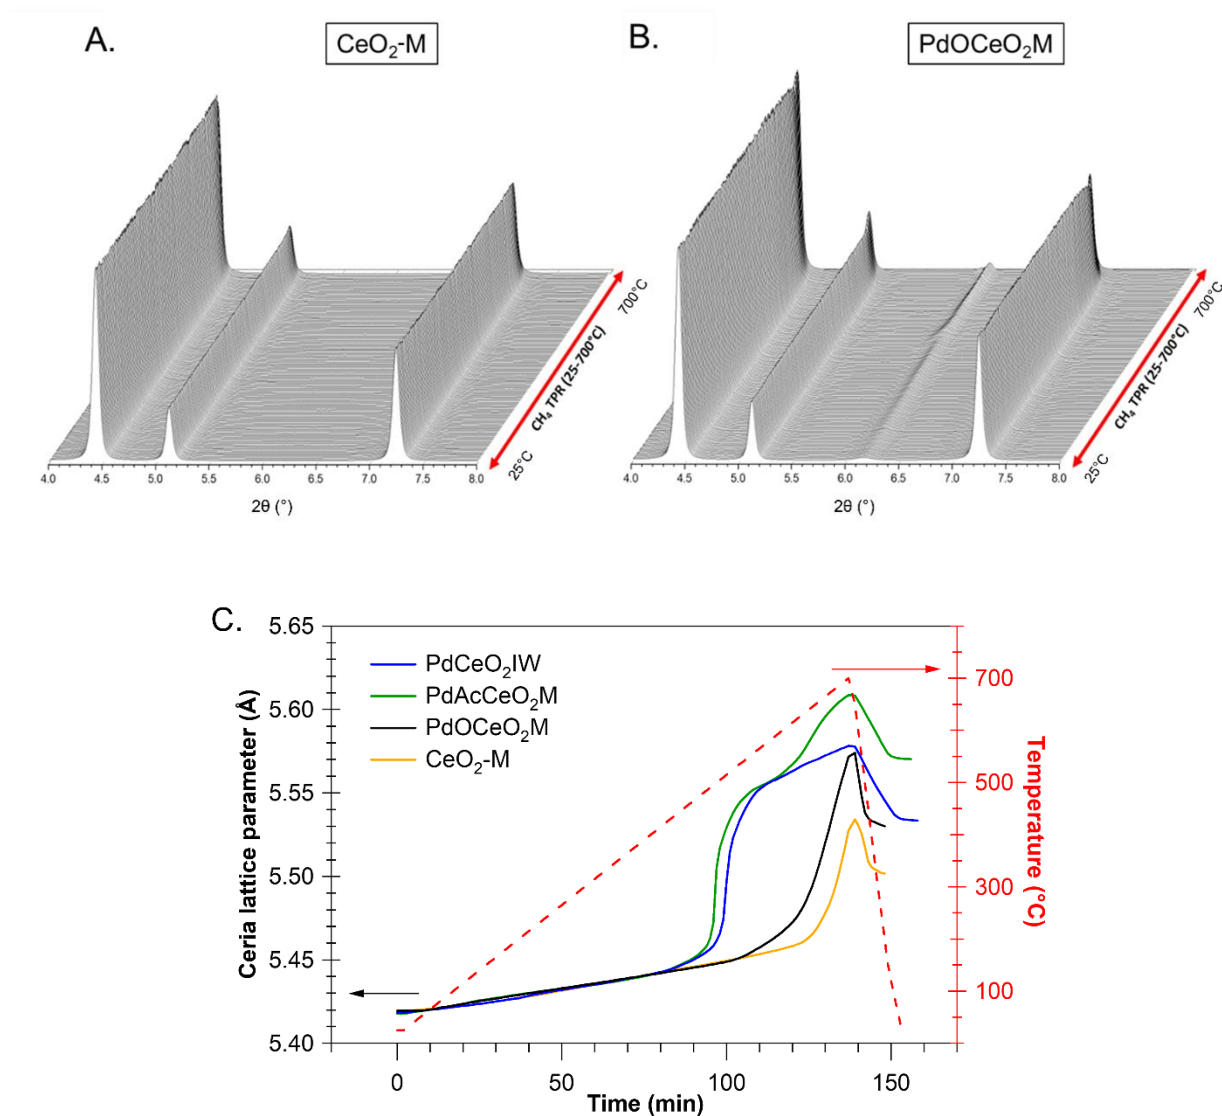 A.
CeO₂-M
B.
PdOCeO₂M
700°C
CH₄ TPR (25-700°C)
25°C
4.0 4.5 5.0 5.5 6.0 6.5 7.0 7.5 8.0
2θ (°)
700°C
CH₄ TPR (25-700°C)
25°C
4.0 4.5 5.0 5.5 6.0 6.5 7.0 7.5 8.0
2θ (°)
C.
5.65
5.60
5.55
5.50
5.45
5.40
Ceria lattice parameter (Å)
PdCeO₂IW
PdAcCeO₂M
PdOCeO₂M
CeO₂-M
700
500
300
100
Temperature (°C)
0 50 100 150
Time (min)